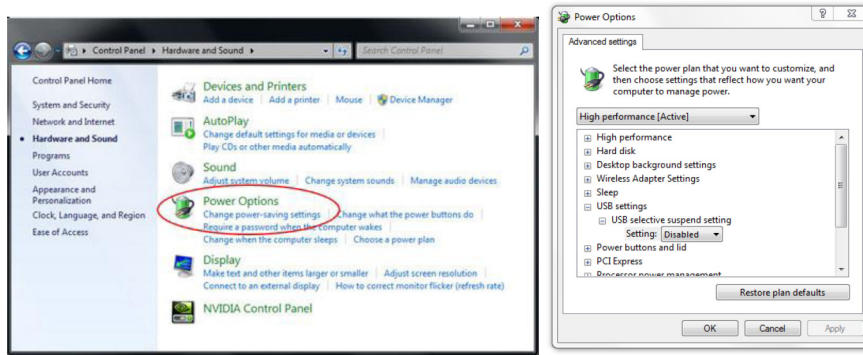 Control Panel ▸ Hardware and Sound ▸
Search Control Panel
Control Panel Home
System and Security
Network and Internet
Hardware and Sound
Programs
User Accounts
Appearance and
Personalization
Clock, Language, and Region
Ease of Access
Devices and Printers
Add a device | Add a printer | Mouse | Device Manager
AutoPlay
Change default settings for media or devices
Play CDs or other media automatically
Sound
Adjust system volume | Change system sounds | Manage audio devices
Power Options
Change power-saving settings | Change what the power buttons do
Require a password when the computer wakes
Change when the computer sleeps | Choose a power plan
Display
Make text and other items larger or smaller | Adjust screen resolution
Connect to an external display | How to correct monitor flicker (refresh rate)
NVIDIA Control Panel
Power Options
Advanced settings
Select the power plan that you want to customize, and
then choose settings that reflect how you want your
computer to manage power.
High performance [Active]
High performance
Hard disk
Desktop background settings
Wireless Adapter Settings
Sleep
USB settings
USB selective suspend setting
Setting: Disabled
Power buttons and lid
PCI Express
Processor power management
Restore plan defaults
OK Cancel Apply